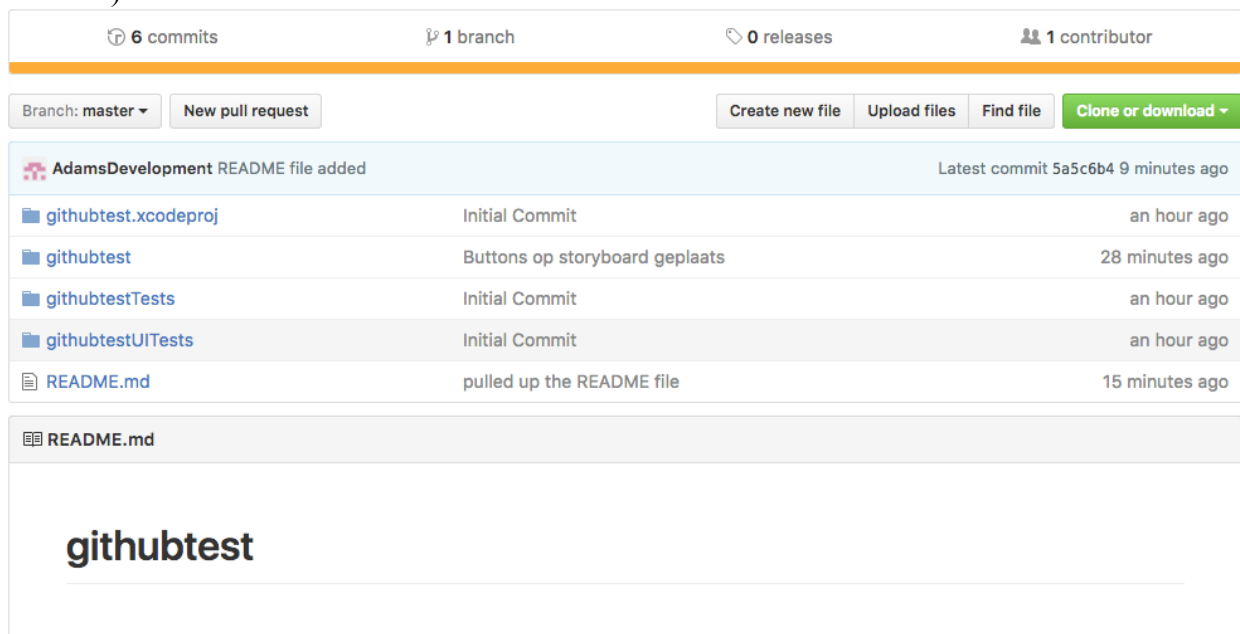 6 commits 1 branch 0 releases 1 contributor
Branch: master New pull request Create new file Upload files Find file Clone or download
AdamsDevelopment README file added Latest commit 5a5c6b4 9 minutes ago
githubtest.xcodeproj Initial Commit an hour ago
githubtest Buttons op storyboard geplaats 28 minutes ago
githubtestTests Initial Commit an hour ago
githubtestUITests Initial Commit an hour ago
README.md pulled up the README file 15 minutes ago
README.md
githubtest